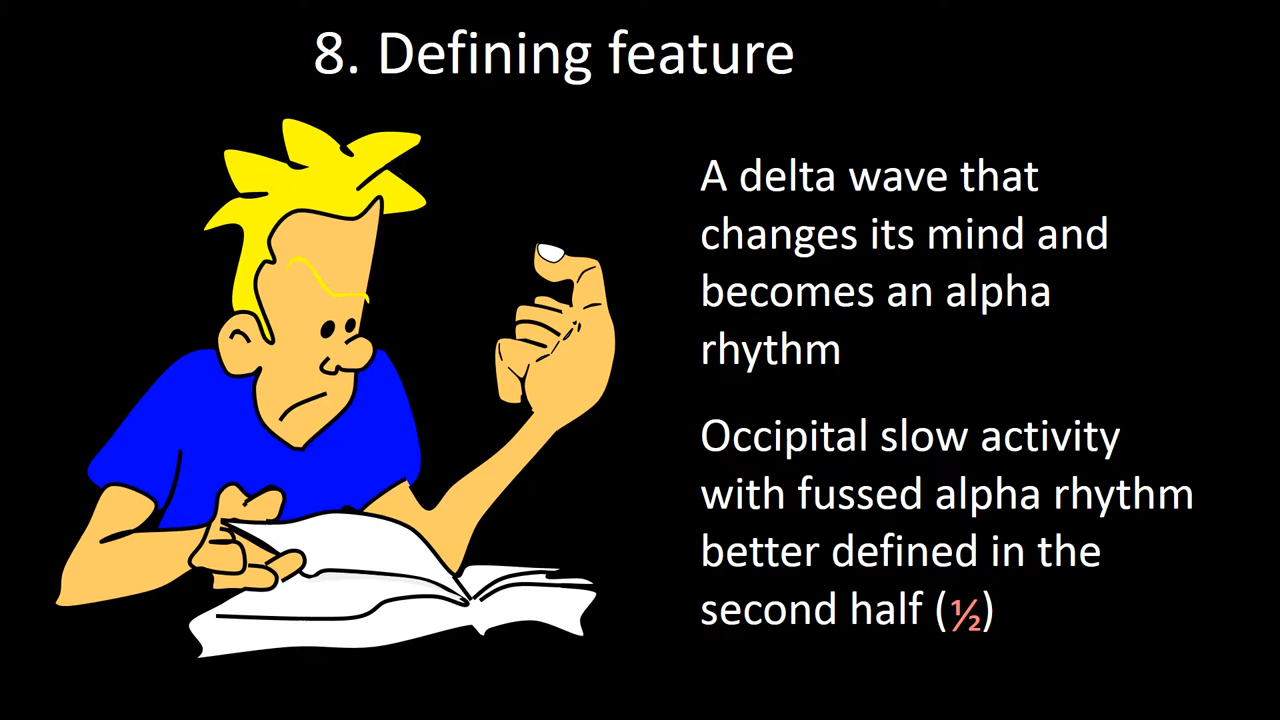 8. Defining feature
A delta wave that
changes its mind and
becomes an alpha
rhythm
Occipital slow activity
with fussed alpha rhythm
better defined in the
second half (½)